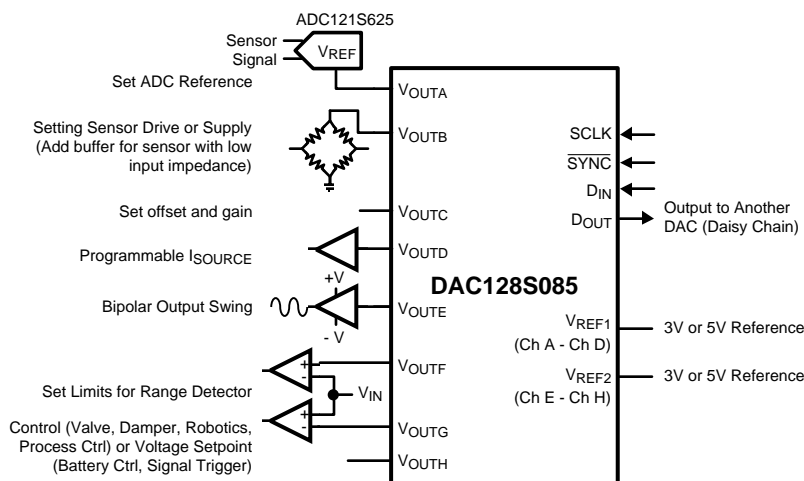 ADC121S625
Sensor
Signal
VREF
Set ADC Reference
VOUTA
Setting Sensor Drive or Supply
(Add buffer for sensor with low
input impedance)
VOUTB
Set offset and gain
VOUTC
Programmable ISOURCE
VOUTD
Bipolar Output Swing
+V
- V
VOUTE
Set Limits for Range Detector
+
-
VOUTF
VIN
Control (Valve, Damper, Robotics,
Process Ctrl) or Voltage Setpoint
(Battery Ctrl, Signal Trigger)
+
-
VOUTG
VOUTH
DAC128S085
SCLK
SYNC
DIN
DOUT
Output to Another
DAC (Daisy Chain)
VREF1
(Ch A - Ch D)
3V or 5V Reference
VREF2
(Ch E - Ch H)
3V or 5V Reference